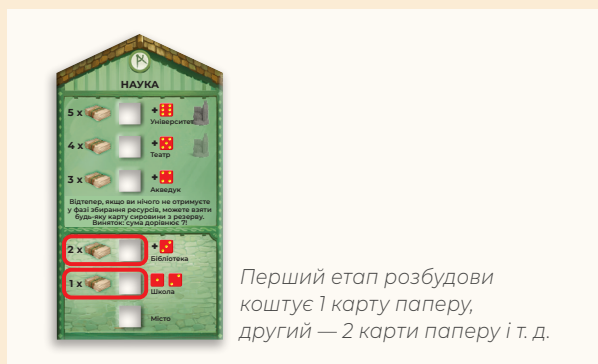 НАУКА
5 x +
Університет
4 x +
Театр
3 x +
Акведук
Відтепер, якщо ви нічого не отримуєте
у фазі збирання ресурсів, можете взяти
будь-яку карту сировини з резерву.
Виняток: сума дорівнює 7!
2 x +
Бібліотека
1 x
Школа
Місто
Перший етап розбудови
коштує 1 карту паперу,
другий — 2 карти паперу і т. д.